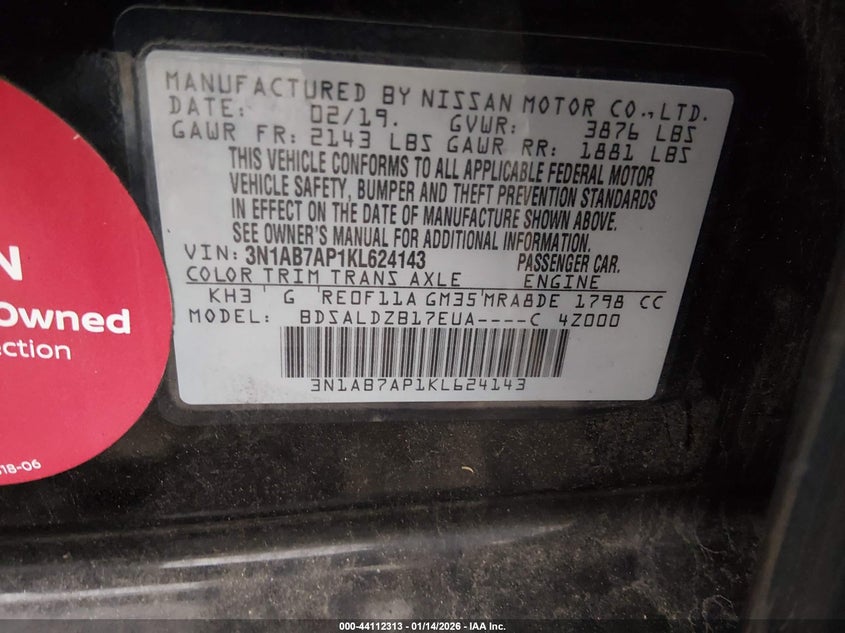 MANUFACTURED BY NISSAN MOTOR CO.,LTD.
DATE: 02/19. GVWR: 3876 LBS
GAWR FR: 2143 LBS GAWR RR: 1881 LBS
THIS VEHICLE CONFORMS TO ALL APPLICABLE FEDERAL MOTOR
VEHICLE SAFETY, BUMPER AND THEFT PREVENTION STANDARDS
IN EFFECT ON THE DATE OF MANUFACTURE SHOWN ABOVE.
SEE OWNER'S MANUAL FOR ADDITIONAL INFORMATION.
VIN: 3N1AB7AP1KL624143 PASSENGER CAR.
COLOR TRIM TRANS AXLE ENGINE
KH3 G RE0F11A GM35 MRA8DE 1798 CC
MODEL: BDSALDZB17EUA----C 4Z000
3N1AB7AP1KL624143
N
Owned
ection
18-06
000-44112313 - 01/14/2026 - IAA Inc.